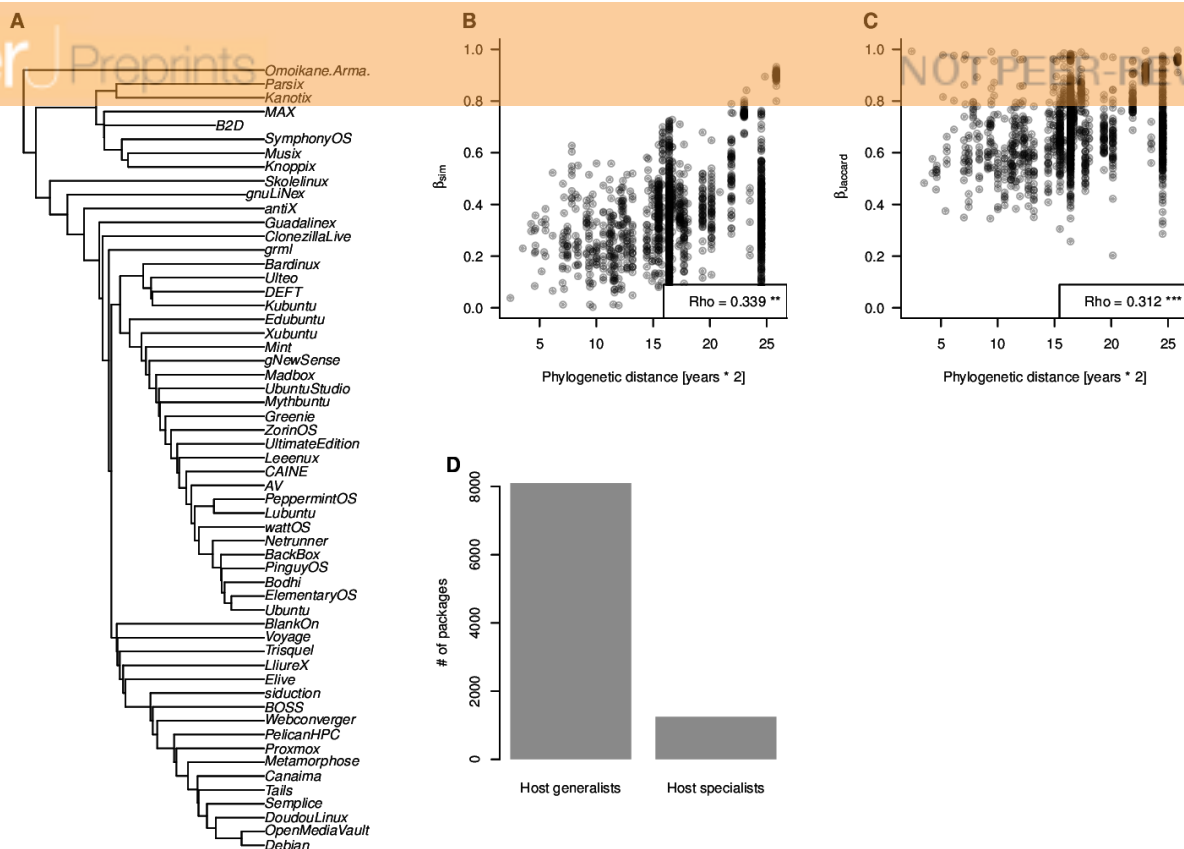 A
B
C
er Preprints
NOT PEER-REV
Omoikane.Arma.
Parsix
Kanotix
MAX
B2D
SymphonyOS
Musix
Knoppix
Skolelinux
gnuLiNex
antiX
Guadalinex
ClonezillaLive
grml
Bardinux
Ulteo
DEFT
Kubuntu
Edubuntu
Xubuntu
Mint
gNewSense
Madbox
UbuntuStudio
Mythbuntu
Greenie
ZorinOS
UltimateEdition
Leeenux
CAINE
AV
PeppermintOS
Lubuntu
wattOS
Netrunner
BackBox
PinguyOS
Bodhi
ElementaryOS
Ubuntu
BlankOn
Voyage
Trisquel
LliureX
Elive
siduction
BOSS
Webconverger
PelicanHPC
Proxmox
Metamorphose
Canaima
Tails
Semplice
DoudouLinux
OpenMediaVault
Debian
βsim
1.0
0.8
0.6
0.4
0.2
0.0
Rho = 0.339 **
5 10 15 20 25
Phylogenetic distance [years * 2]
βJaccard
1.0
0.8
0.6
0.4
0.2
0.0
Rho = 0.312 ***
5 10 15 20 25
Phylogenetic distance [years * 2]
D
# of packages
8000
6000
4000
2000
0
Host generalists Host specialists